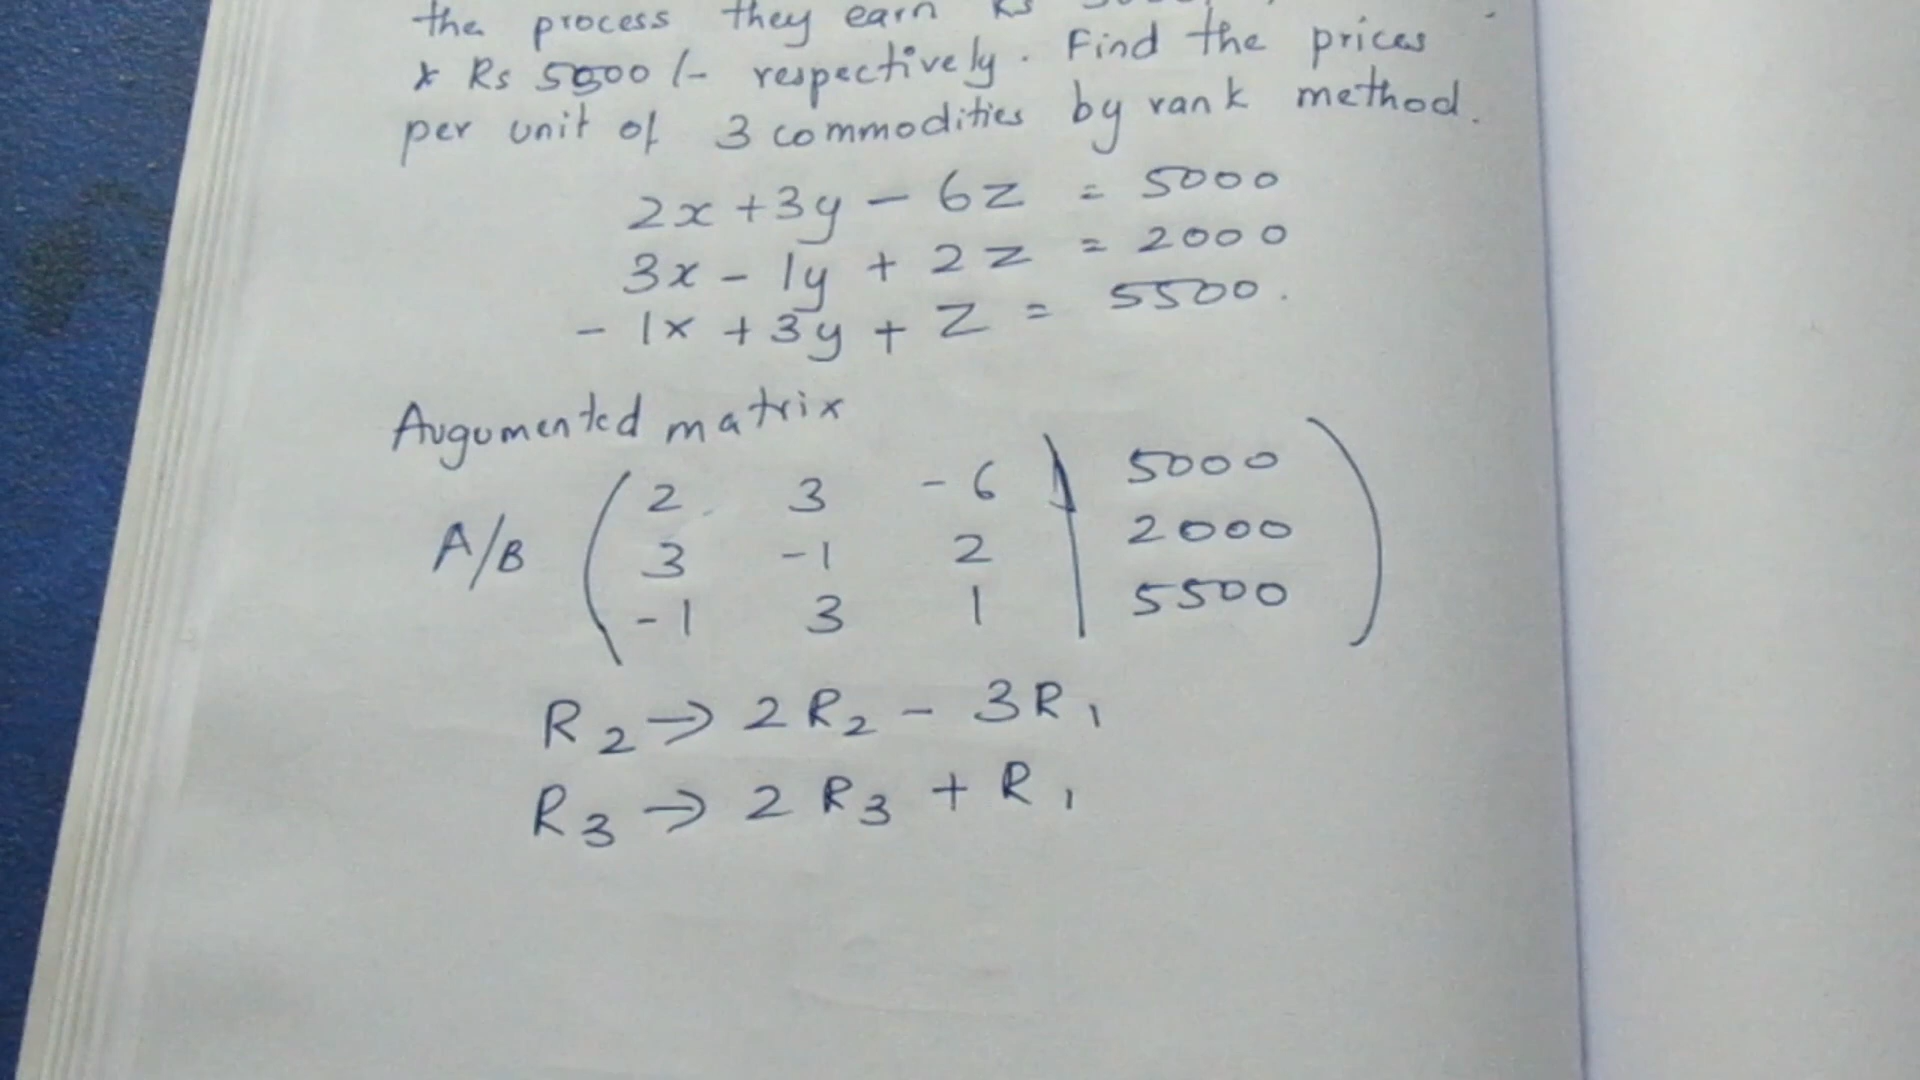 the process they earn Rs
& Rs 5500 /- respectively. Find the prices
per unit of 3 commodities by rank method.
2x + 3y - 6z = 5000
3x - 1y + 2z = 2000
- 1x + 3y + z = 5500.
Augumented matrix
2 3 -6 5000
A/B 3 -1 2 2000
-1 3 1 5500
R2 → 2R2 - 3R1
R3 → 2R3 + R1